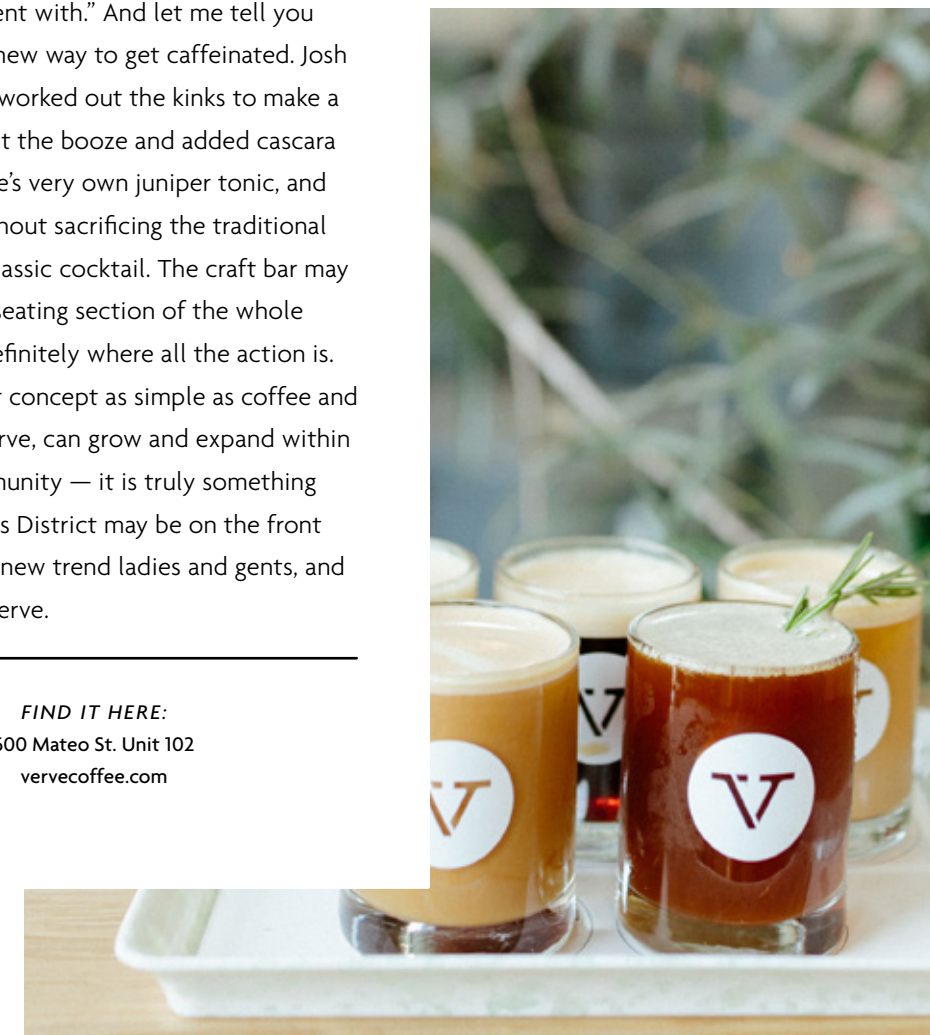 ent with.” And let me tell you
new way to get caffeinated. Josh
worked out the kinks to make a
t the booze and added cascara
e’s very own juniper tonic, and
hout sacrificing the traditional
assic cocktail. The craft bar may
seating section of the whole
efinitely where all the action is.
r concept as simple as coffee and
rve, can grow and expand within
munity — it is truly something
s District may be on the front
new trend ladies and gents, and
erve.
FIND IT HERE:
500 Mateo St. Unit 102
vervecoffee.com
V
V
V